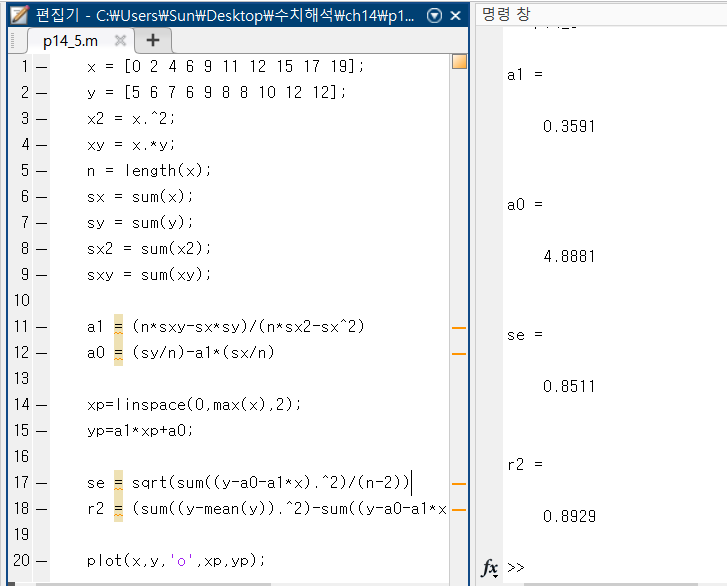 편집기 - C:₩Users₩Sun₩Desktop₩수치해석₩ch14₩p1...
p14_5.m
1 - x = [0 2 4 6 9 11 12 15 17 19];
2 - y = [5 6 7 6 9 8 8 10 12 12];
3 - x2 = x.^2;
4 - xy = x.*y;
5 - n = length(x);
6 - sx = sum(x);
7 - sy = sum(y);
8 - sx2 = sum(x2);
9 - sxy = sum(xy);
10
11 - a1 = (n*sxy-sx*sy)/(n*sx2-sx^2)
12 - a0 = (sy/n)-a1*(sx/n)
13
14 - xp=linspace(0,max(x),2);
15 - yp=a1*xp+a0;
16
17 - se = sqrt(sum((y-a0-a1*x).^2)/(n-2))
18 - r2 = (sum((y-mean(y)).^2)-sum((y-a0-a1*x
19
20 - plot(x,y,'o',xp,yp);
명령 창
a1 =
0.3591
a0 =
4.8881
se =
0.8511
r2 =
0.8929
fx >>